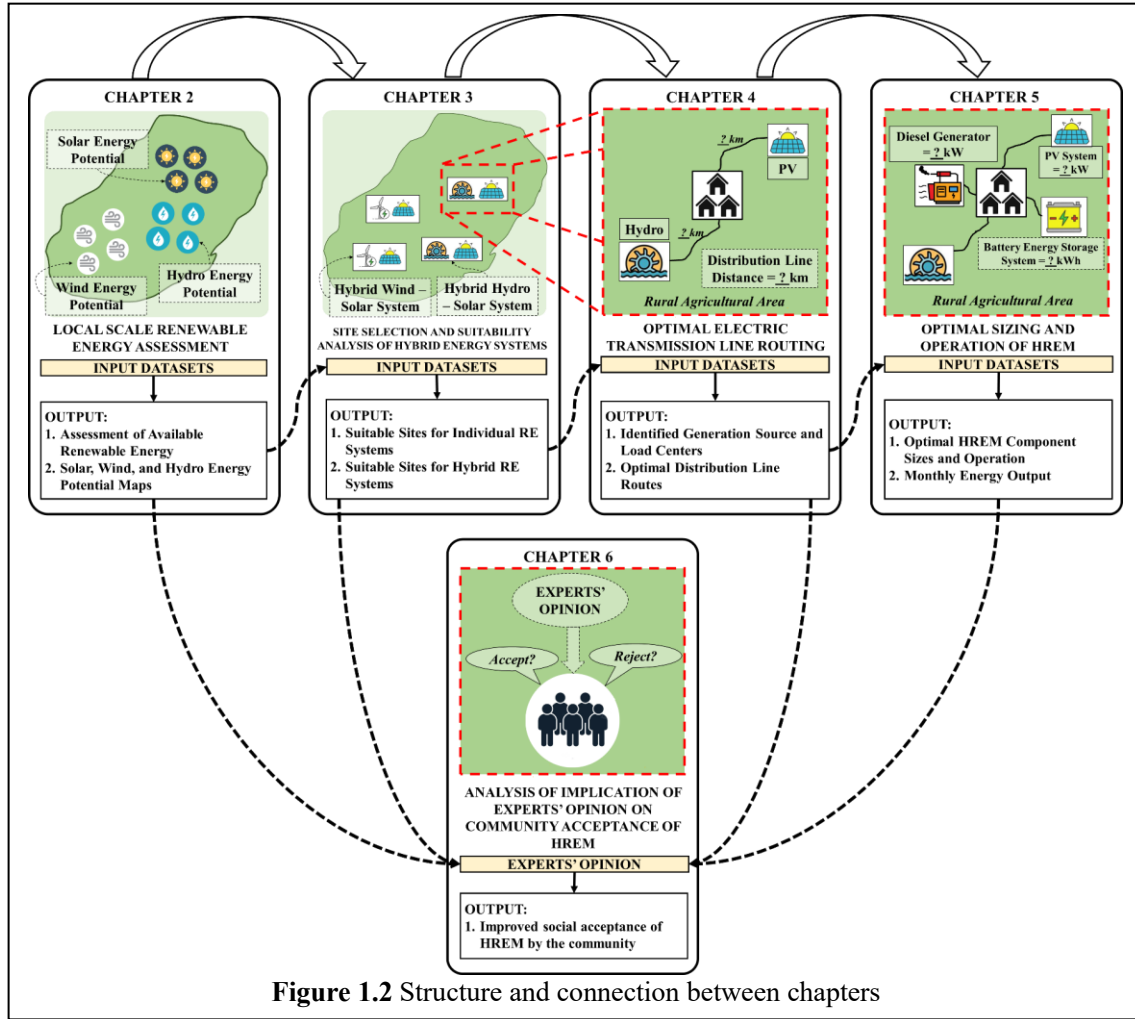 CHAPTER 2
Solar Energy
Potential
Wind Energy
Potential
Hydro Energy
Potential
LOCAL SCALE RENEWABLE
ENERGY ASSESSMENT
INPUT DATASETS
OUTPUT:
1. Assessment of Available
Renewable Energy
2. Solar, Wind, and Hydro Energy
Potential Maps
CHAPTER 3
Hybrid Wind –
Solar System
Hybrid Hydro
– Solar System
SITE SELECTION AND SUITABILITY
ANALYSIS OF HYBRID ENERGY SYSTEMS
INPUT DATASETS
OUTPUT:
1. Suitable Sites for Individual RE
Systems
2. Suitable Sites for Hybrid RE
Systems
CHAPTER 4
? km
PV
Hydro
? km
Distribution Line
Distance = ? km
Rural Agricultural Area
OPTIMAL ELECTRIC
TRANSMISSION LINE ROUTING
INPUT DATASETS
OUTPUT:
1. Identified Generation Source and
Load Centers
2. Optimal Distribution Line
Routes
CHAPTER 5
Diesel Generator
= ? kW
PV System
= ? kW
Battery Energy Storage
System = ? kWh
Rural Agricultural Area
OPTIMAL SIZING AND
OPERATION OF HREM
INPUT DATASETS
OUTPUT:
1. Optimal HREM Component
Sizes and Operation
2. Monthly Energy Output
CHAPTER 6
EXPERTS'
OPINION
Accept?
Reject?
ANALYSIS OF IMPLICATION OF
EXPERTS' OPINION ON
COMMUNITY ACCEPTANCE OF
HREM
EXPERTS' OPINION
OUTPUT:
1. Improved social acceptance of
HREM by the community
Figure 1.2 Structure and connection between chapters